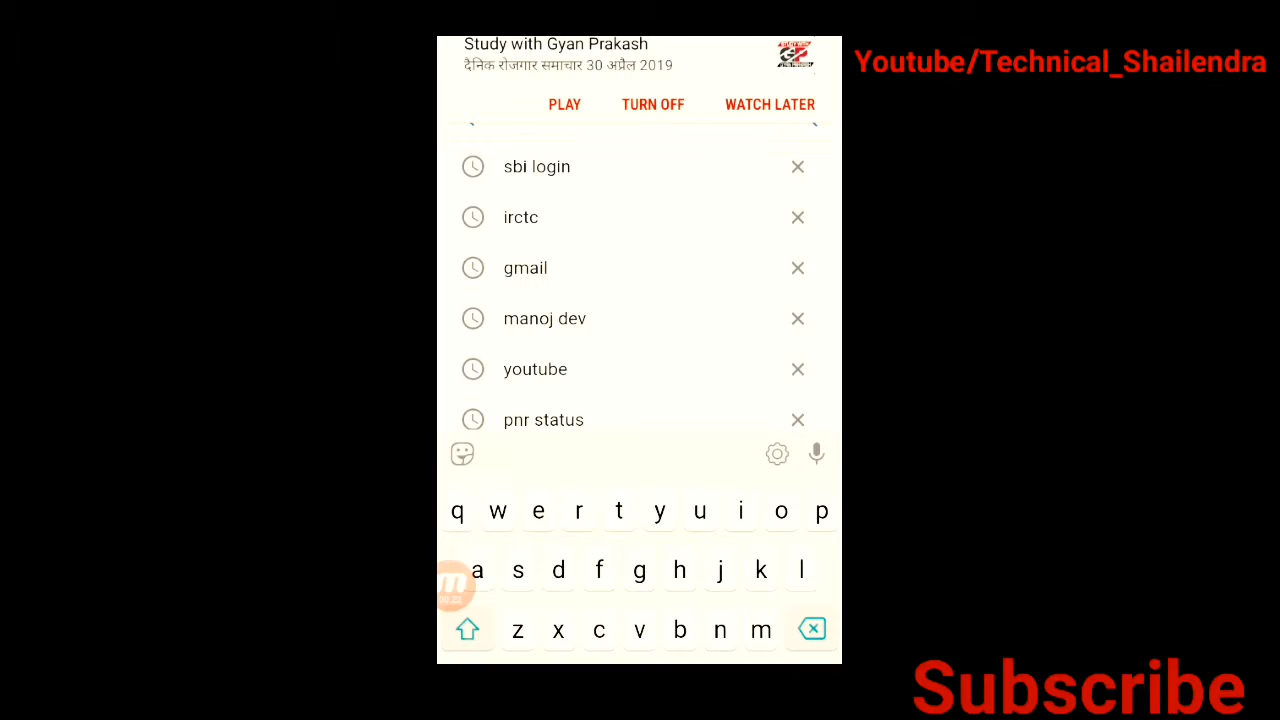 Study with Gyan Prakash
दैनिक रोजगार समाचार 30 अप्रैल 2019
Youtube/Technical_Shailendra
PLAY TURN OFF WATCH LATER
sbi login
irctc
gmail
manoj dev
youtube
pnr status
q w e r t y u i o p
a s d f g h j k l
z x c v b n m
Subscribe